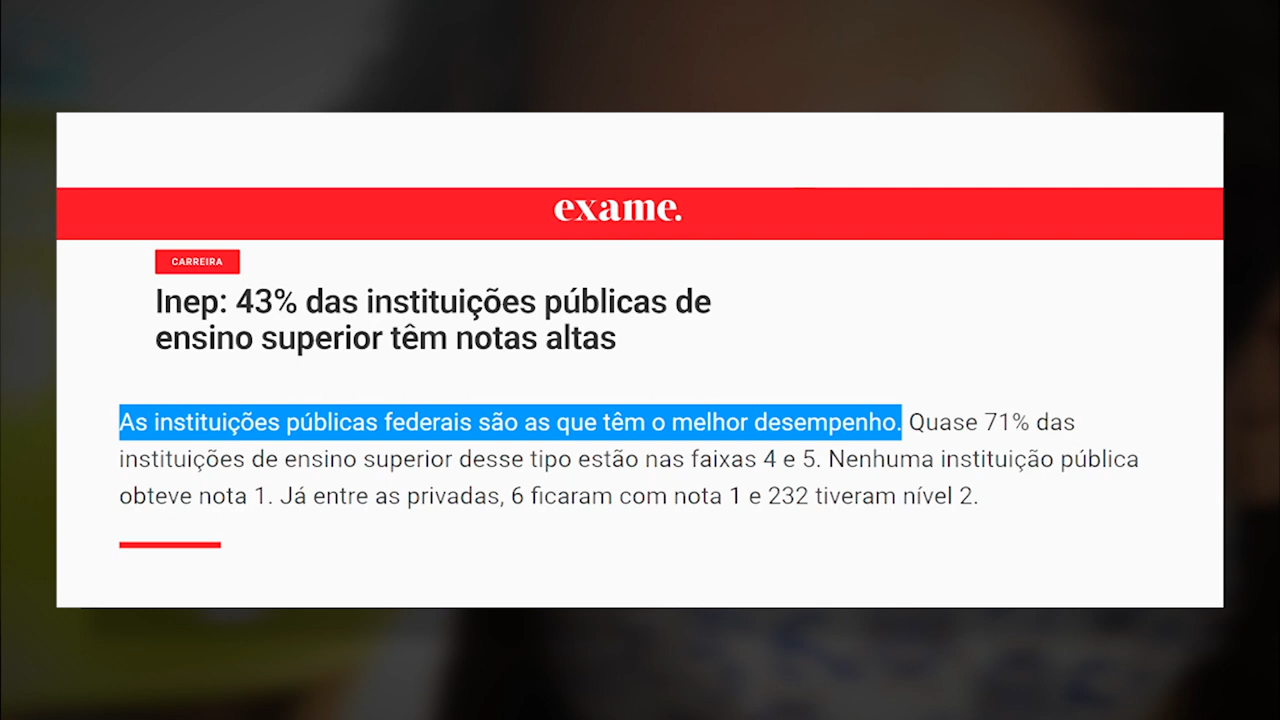 exame.
CARREIRA
Inep: 43% das instituições públicas de
ensino superior têm notas altas
As instituições públicas federais são as que têm o melhor desempenho. Quase 71% das
instituições de ensino superior desse tipo estão nas faixas 4 e 5. Nenhuma instituição pública
obteve nota 1. Já entre as privadas, 6 ficaram com nota 1 e 232 tiveram nível 2.